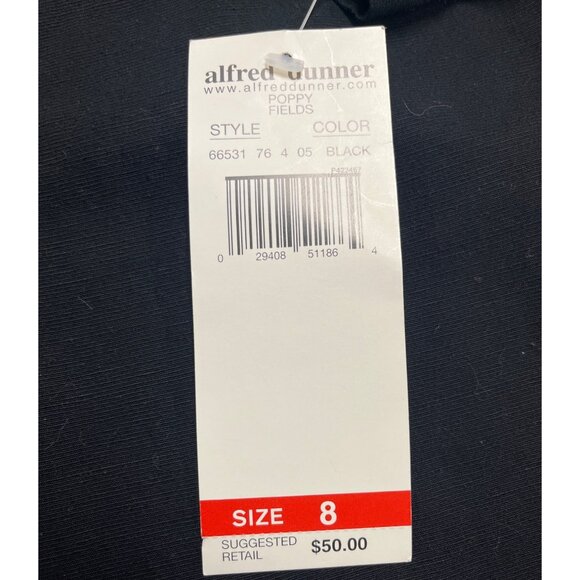 alfred dunner
www.alfreddunner.com
POPPY
FIELDS
STYLE COLOR
66531 76 4 05 BLACK
P422467
0 29408 51186 4
SIZE 8
SUGGESTED
RETAIL $50.00